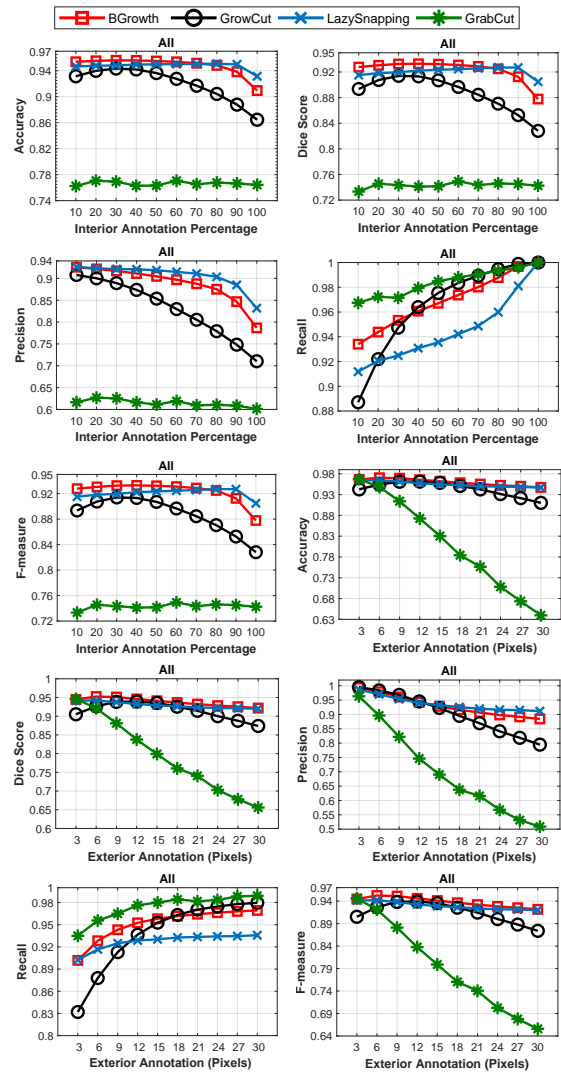 BGrowth GrowCut LazySnapping GrabCut
All
0.97
0.94
0.9
0.86
0.82
0.78
0.74
Accuracy
10 20 30 40 50 60 70 80 90 100
Interior Annotation Percentage
All
0.96
0.92
0.88
0.84
0.8
0.76
0.72
Dice Score
10 20 30 40 50 60 70 80 90 100
Interior Annotation Percentage
All
0.94
0.9
0.85
0.8
0.75
0.7
0.65
0.6
Precision
10 20 30 40 50 60 70 80 90 100
Interior Annotation Percentage
All
1
0.98
0.96
0.94
0.92
0.9
0.88
Recall
10 20 30 40 50 60 70 80 90 100
Interior Annotation Percentage
All
0.96
0.92
0.88
0.84
0.8
0.76
0.72
F-measure
10 20 30 40 50 60 70 80 90 100
Interior Annotation Percentage
All
0.98
0.93
0.88
0.83
0.78
0.73
0.68
0.63
Accuracy
3 6 9 12 15 18 21 24 27 30
Exterior Annotation (Pixels)
All
1
0.95
0.9
0.85
0.8
0.75
0.7
0.65
0.6
Dice Score
3 6 9 12 15 18 21 24 27 30
Exterior Annotation (Pixels)
All
1
0.9
0.8
0.7
0.6
0.5
Precision
3 6 9 12 15 18 21 24 27 30
Exterior Annotation (Pixels)
All
1
0.98
0.95
0.92
0.89
0.86
0.83
0.8
Recall
3 6 9 12 15 18 21 24 27 30
Exterior Annotation (Pixels)
All
0.97
0.94
0.89
0.84
0.79
0.74
0.69
0.64
F-measure
3 6 9 12 15 18 21 24 27 30
Exterior Annotation (Pixels)